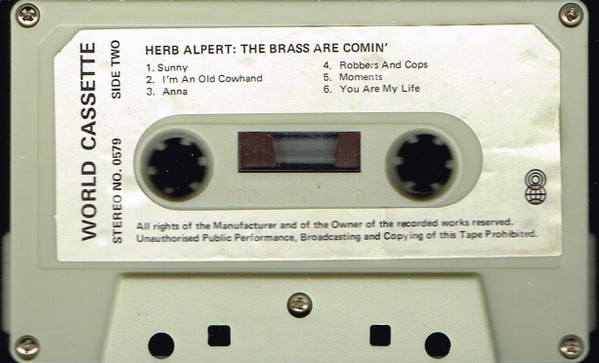 WORLD CASSETTE
STEREO NO. 0579 SIDE TWO
HERB ALPERT: THE BRASS ARE COMIN'
1. Sunny
2. I'm An Old Cowhand
3. Anna
4. Robbers And Cops
5. Moments
6. You Are My Life
All rights of the Manufacturer and of the Owner of the recorded works reserved.
Unauthorised Public Performance, Broadcasting and Copying of this Tape Prohibited.